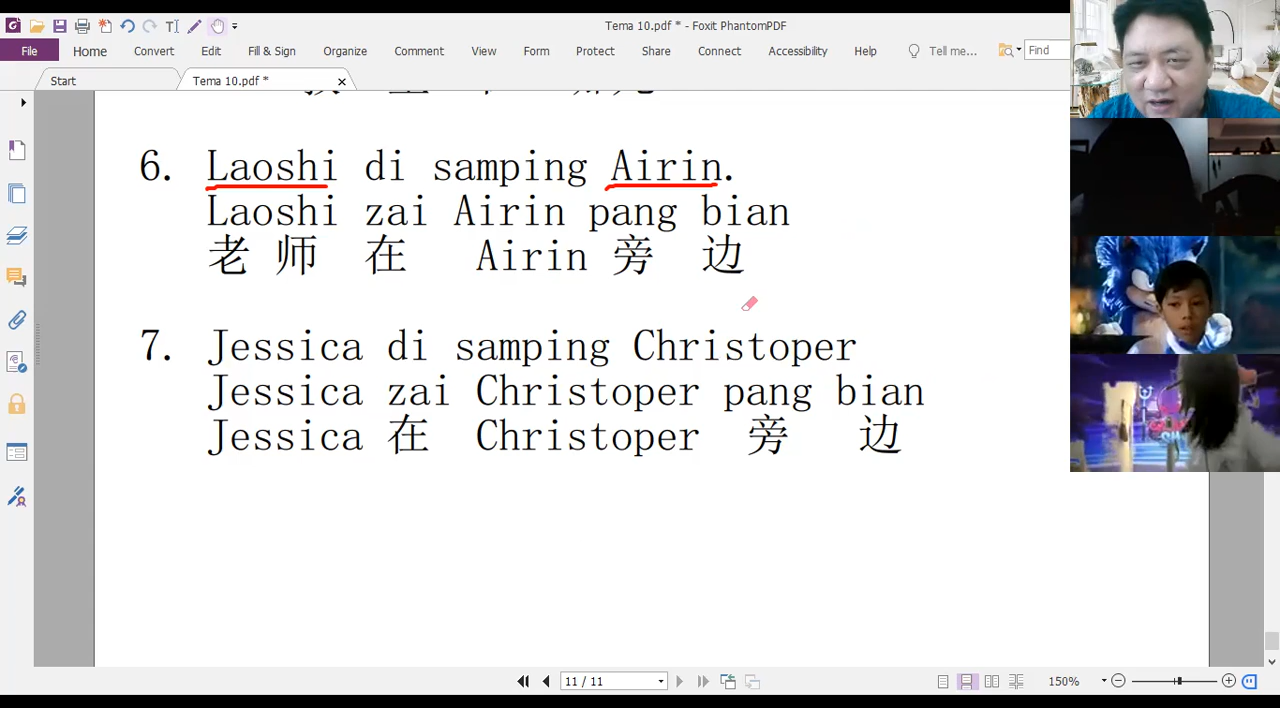 Tema 10.pdf * - Foxit PhantomPDF
File Home Convert Edit Fill & Sign Organize Comment View Form Protect Share Connect Accessibility Help Tell me... Find
Start Tema 10.pdf *
6. Laoshi di samping Airin.
Laoshi zai Airin pang bian
老 师 在 Airin 旁 边
7. Jessica di samping Christoper
Jessica zai Christoper pang bian
Jessica 在 Christoper 旁 边
11 / 11 150%